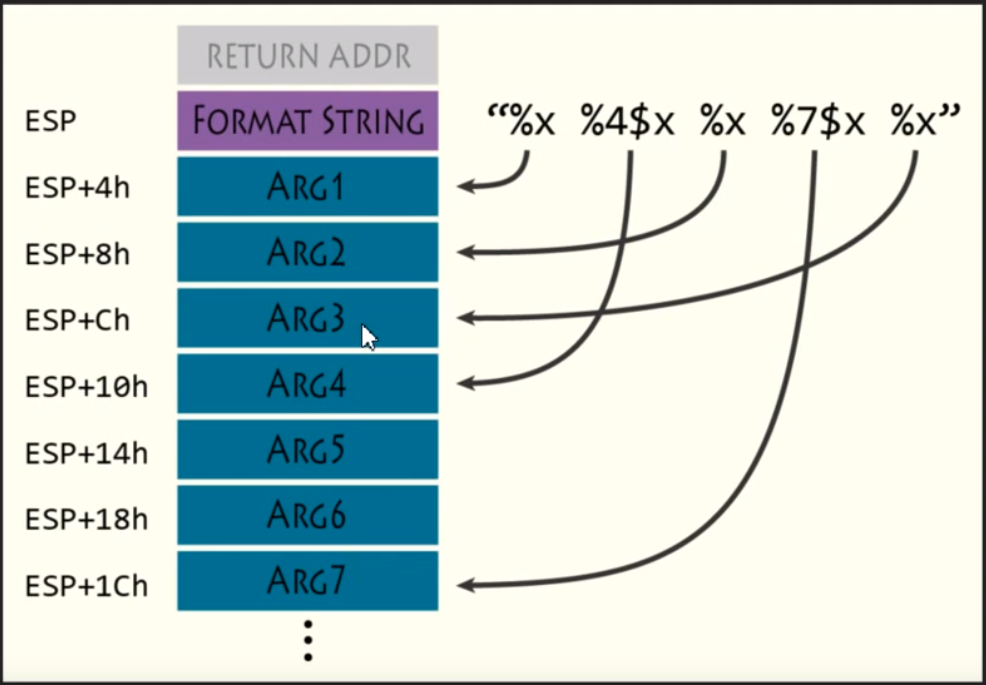 RETURN ADDR
ESP FORMAT STRING “%x %4$x %x %7$x %x”
ESP+4h ARG1
ESP+8h ARG2
ESP+Ch ARG3
ESP+10h ARG4
ESP+14h ARG5
ESP+18h ARG6
ESP+1Ch ARG7